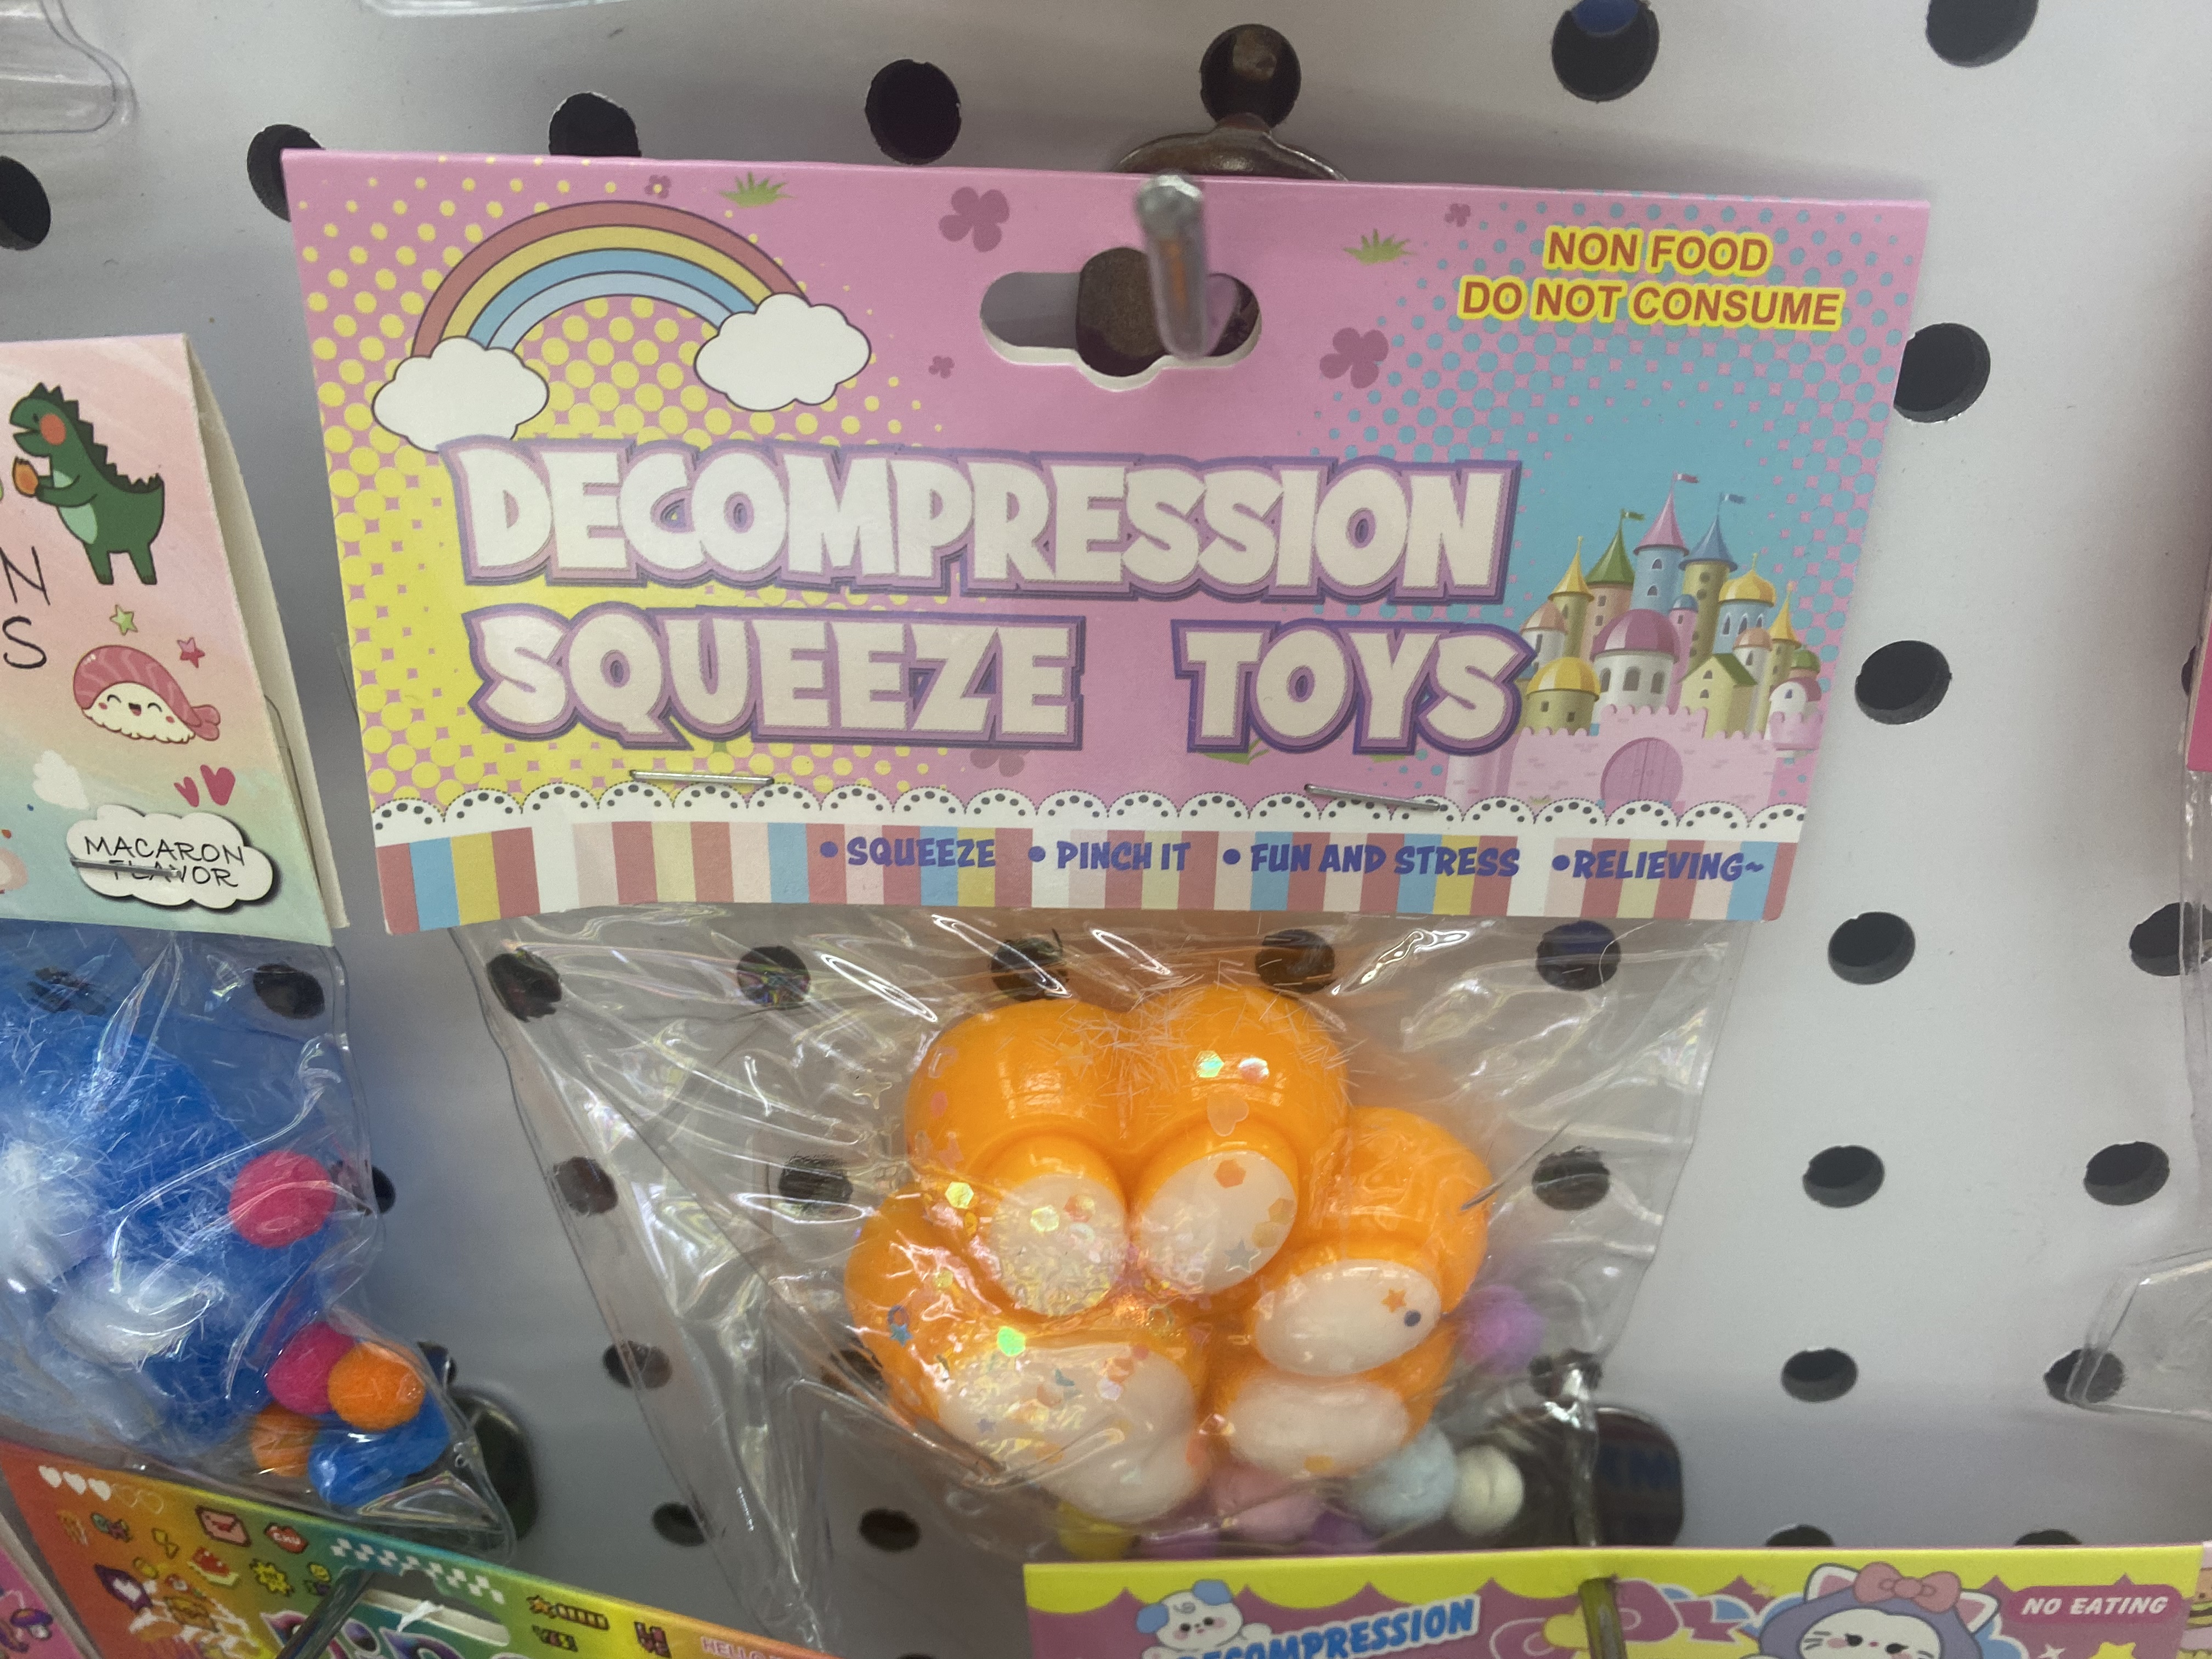 NON FOOD
DO NOT CONSUME
DECOMPRESSION
SQUEEZE TOYS
• SQUEEZE • PINCH IT • FUN AND STRESS • RELIEVING~
N
S
MACARON
FLAVOR
YES!
DECOMPRESSION
NO EATING